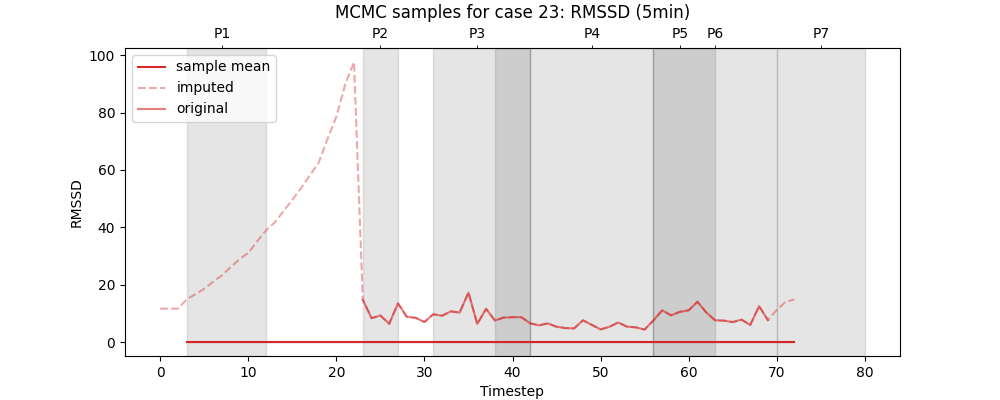 MCMC samples for case 23: RMSSD (5min)
P1 P2 P3 P4 P5 P6 P7
sample mean
imputed
original
100
80
60
40
20
0
RMSSD
0 10 20 30 40 50 60 70 80
Timestep